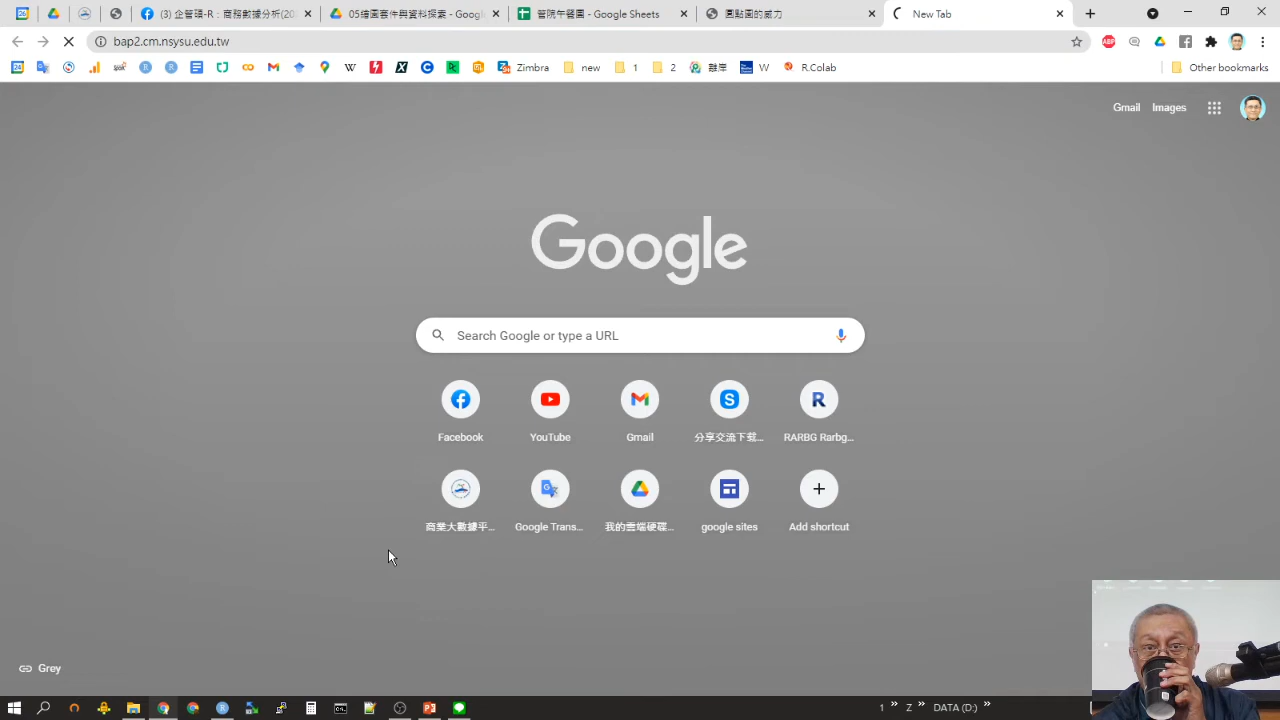 (3) 企管碩-R：商務數據分析(20
05繪圖套件與資料探索 - Google
管院午餐團 - Google Sheets
圓點圖的威力
New Tab
bap2.cm.nsysu.edu.tw
Zimbra
new
1
2
W
R.Colab
Other bookmarks
Gmail
Images
Google
Search Google or type a URL
Facebook
YouTube
Gmail
分享交流下载...
RARBG Rarbg...
商業大數據平...
Google Trans...
我的雲端硬碟...
google sites
Add shortcut
Grey
1
Z
DATA (D:)